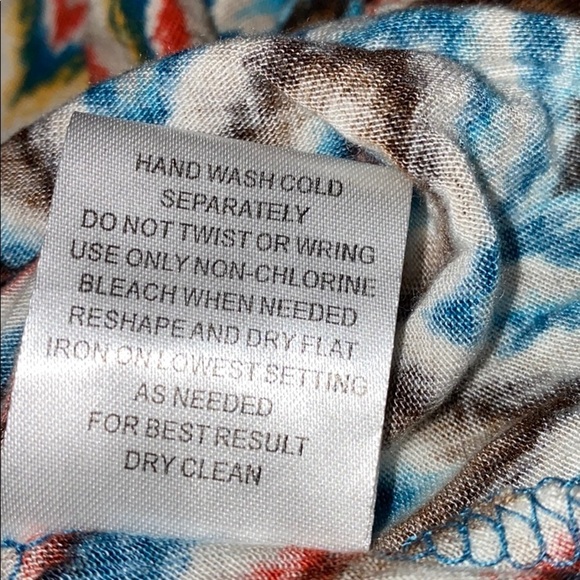 HAND WASH COLD
SEPARATELY
DO NOT TWIST OR WRING
USE ONLY NON-CHLORINE
BLEACH WHEN NEEDED
RESHAPE AND DRY FLAT
IRON ON LOWEST SETTING
AS NEEDED
FOR BEST RESULT
DRY CLEAN